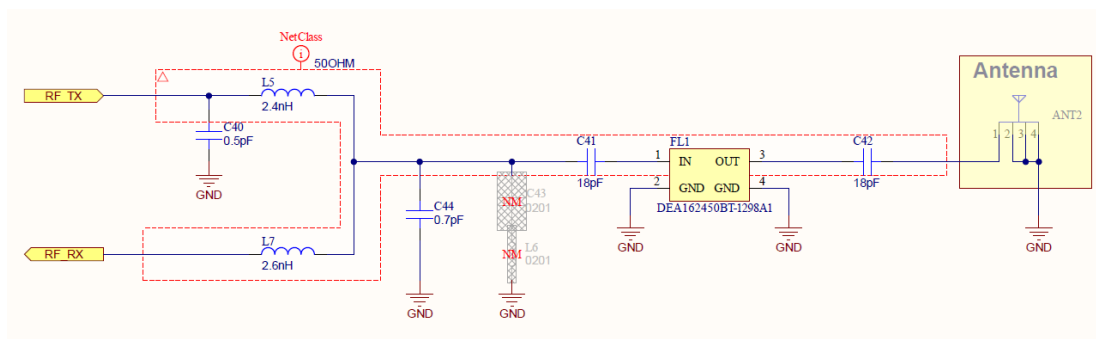 NetClass
i
50OHM
Antenna
RF_TX
L5
2.4nH
C40
0.5pF
GND
ANT2
1 2 3 4
C41
18pF
FL1
1 IN OUT 3
2 GND GND 4
DEA162450BT-1298A1
C42
18pF
C43
NM
0201
C44
0.7pF
L6
NM
0201
RF_RX
L7
2.6nH
GND
GND
GND
GND
GND